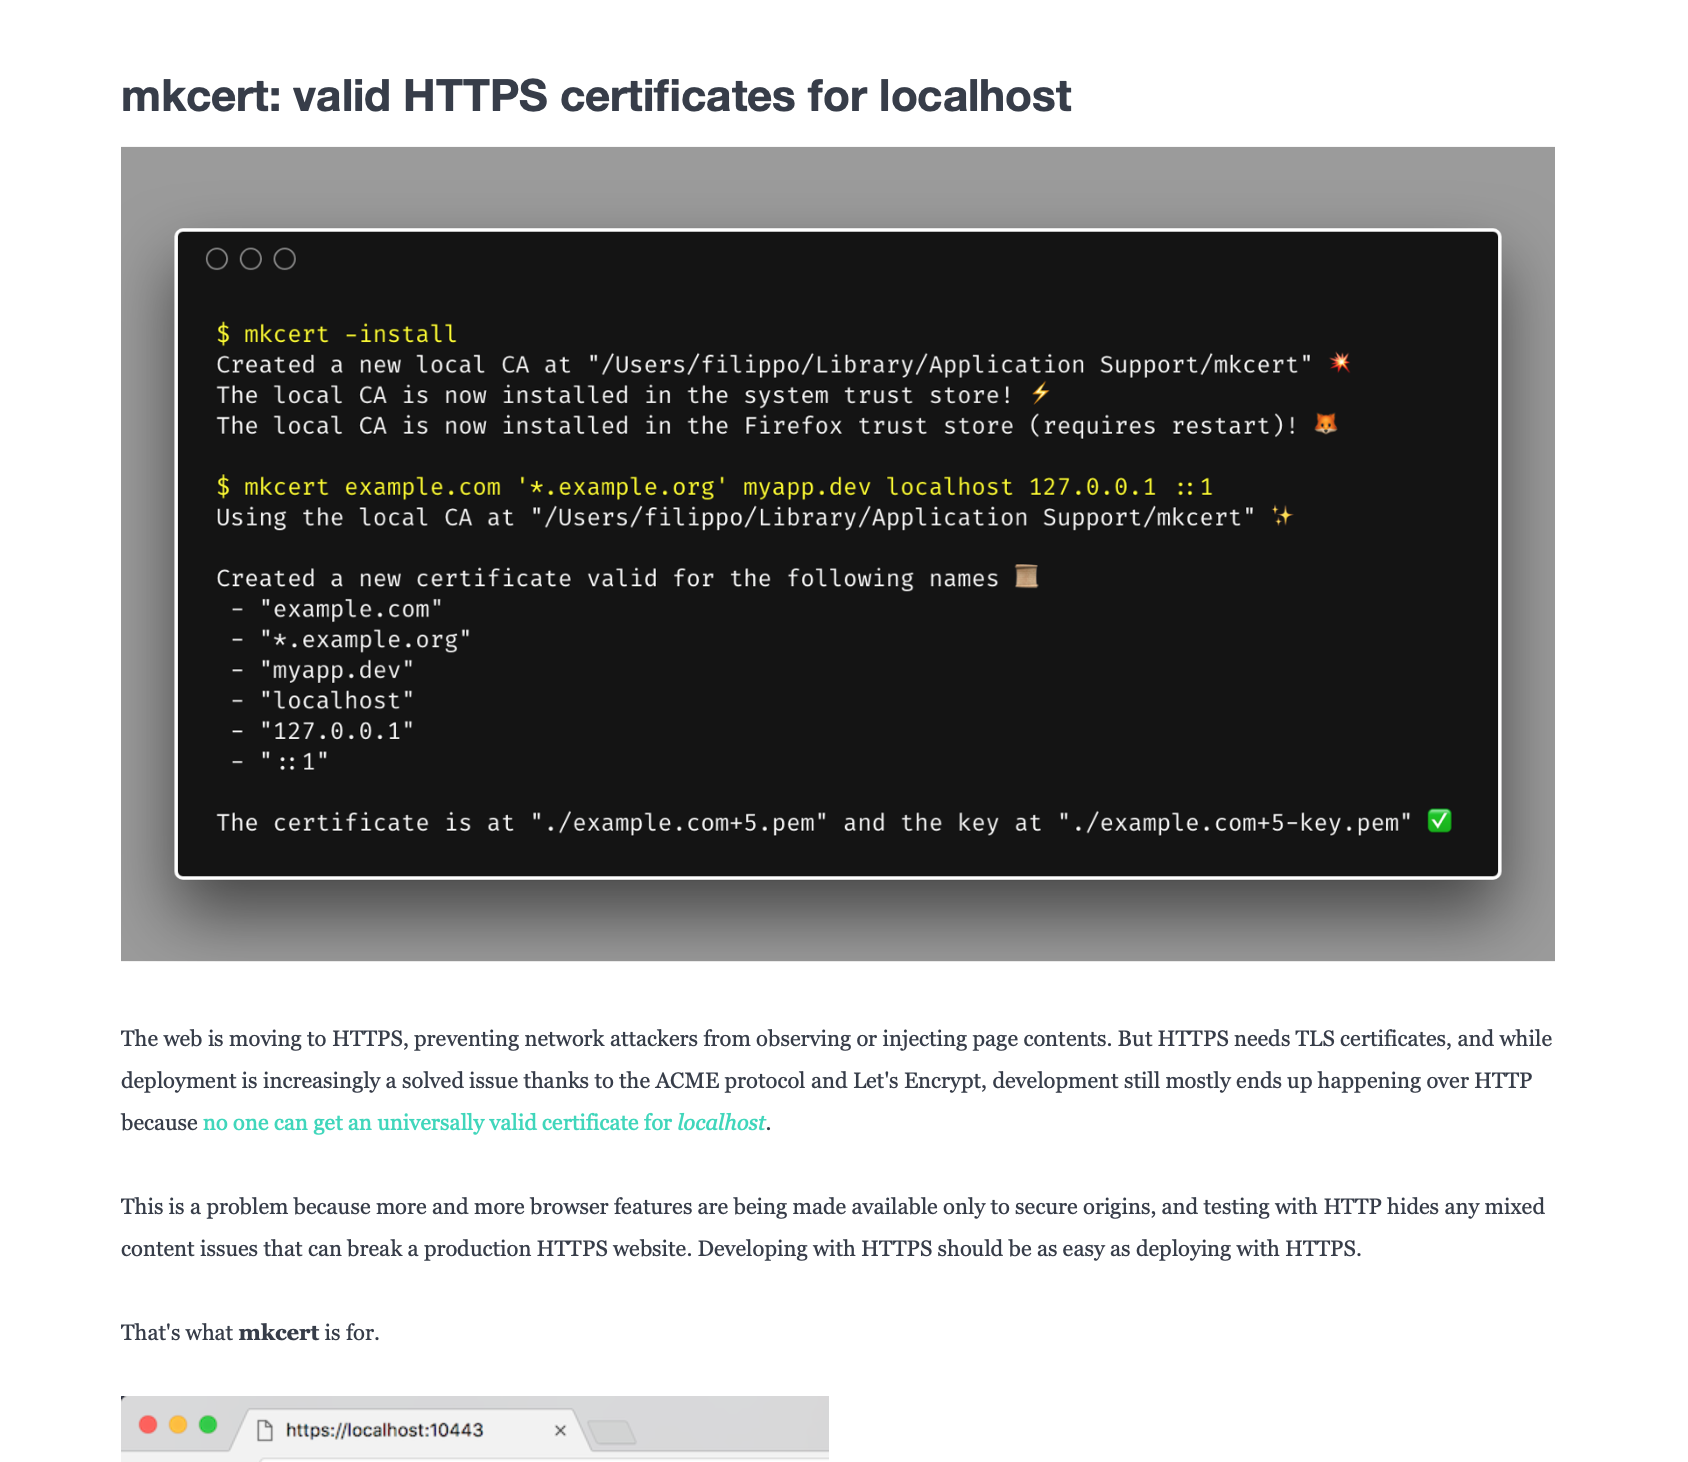 mkcert: valid HTTPS certificates for localhost
$ mkcert -install
Created a new local CA at "/Users/filippo/Library/Application Support/mkcert" 💥
The local CA is now installed in the system trust store! ⚡
The local CA is now installed in the Firefox trust store (requires restart)! 🦊
$ mkcert example.com '*.example.org' myapp.dev localhost 127.0.0.1 ::1
Using the local CA at "/Users/filippo/Library/Application Support/mkcert" ✨
Created a new certificate valid for the following names 📜
- "example.com"
- "*.example.org"
- "myapp.dev"
- "localhost"
- "127.0.0.1"
- "::1"
The certificate is at "./example.com+5.pem" and the key at "./example.com+5-key.pem" ✅
The web is moving to HTTPS, preventing network attackers from observing or injecting page contents. But HTTPS needs TLS certificates, and while
deployment is increasingly a solved issue thanks to the ACME protocol and Let's Encrypt, development still mostly ends up happening over HTTP
because no one can get an universally valid certificate for localhost.
This is a problem because more and more browser features are being made available only to secure origins, and testing with HTTP hides any mixed
content issues that can break a production HTTPS website. Developing with HTTPS should be as easy as deploying with HTTPS.
That's what mkcert is for.
https://localhost:10443